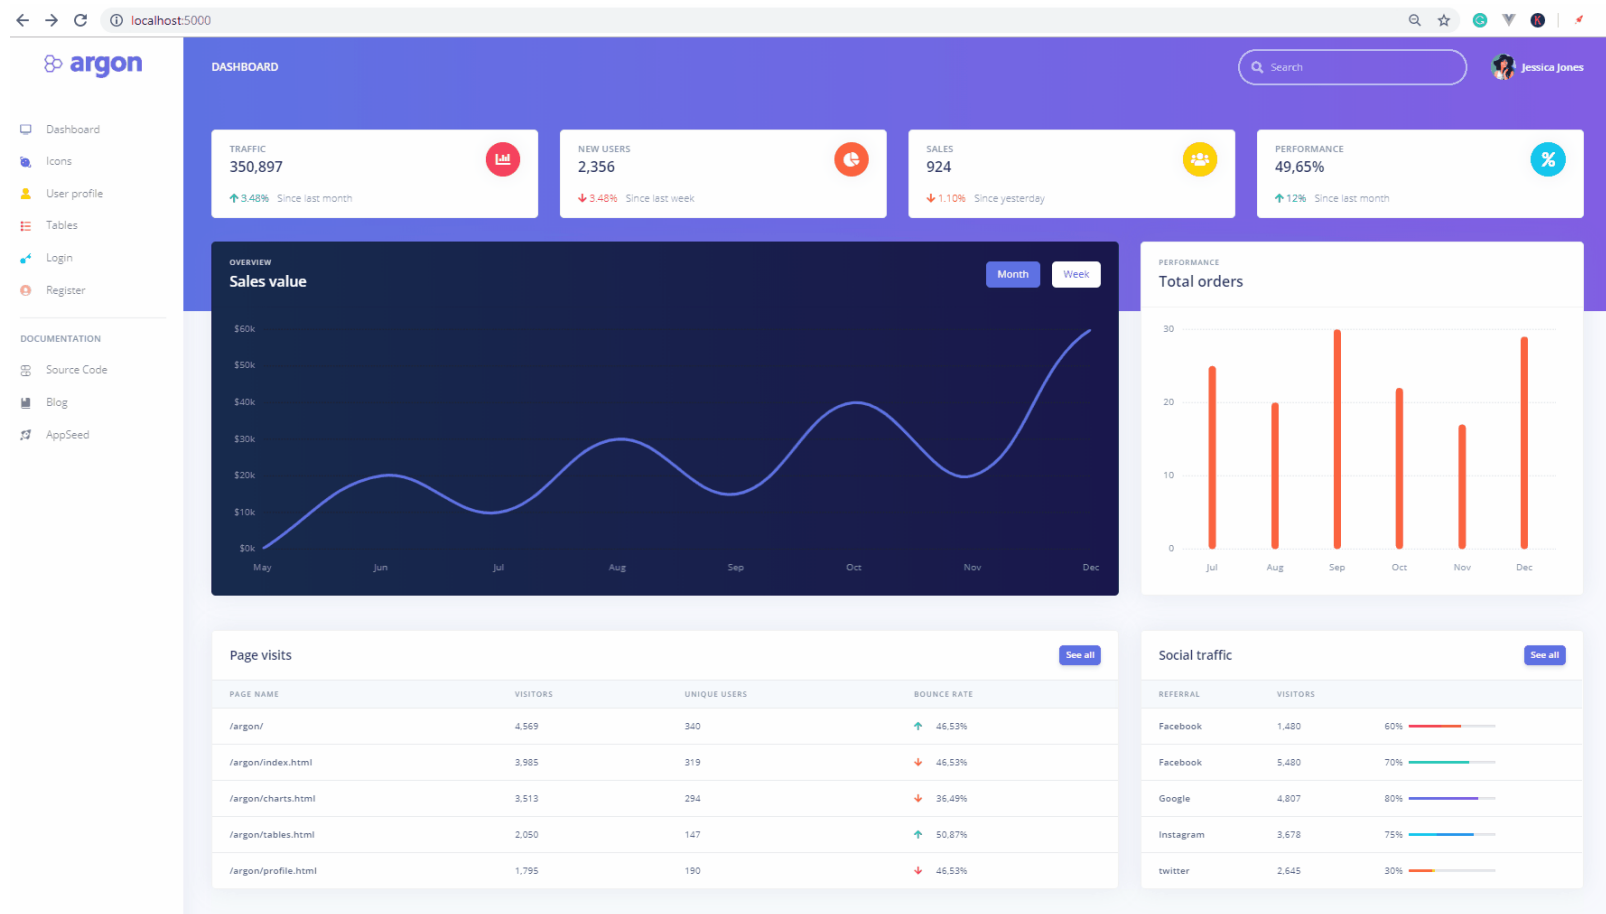 localhost:5000
argon
DASHBOARD
Search
Jessica Jones
Dashboard
Icons
User profile
Tables
Login
Register
DOCUMENTATION
Source Code
Blog
AppSeed
TRAFFIC
350,897
3.48% Since last month
NEW USERS
2,356
3.48% Since last week
SALES
924
1.10% Since yesterday
PERFORMANCE
49,65%
12% Since last month
OVERVIEW
Sales value
Month Week
$60k
$50k
$40k
$30k
$20k
$10k
$0k
May Jun Jul Aug Sep Oct Nov Dec
PERFORMANCE
Total orders
30
20
10
0
Jul Aug Sep Oct Nov Dec
Page visits See all
PAGE NAME VISITORS UNIQUE USERS BOUNCE RATE
/argon/ 4,569 340 46,53%
/argon/index.html 3,985 319 46,53%
/argon/charts.html 3,513 294 36,49%
/argon/tables.html 2,050 147 50,87%
/argon/profile.html 1,795 190 46,53%
Social traffic See all
REFERRAL VISITORS
Facebook 1,480 60%
Facebook 5,480 70%
Google 4,807 80%
Instagram 3,678 75%
twitter 2,645 30%